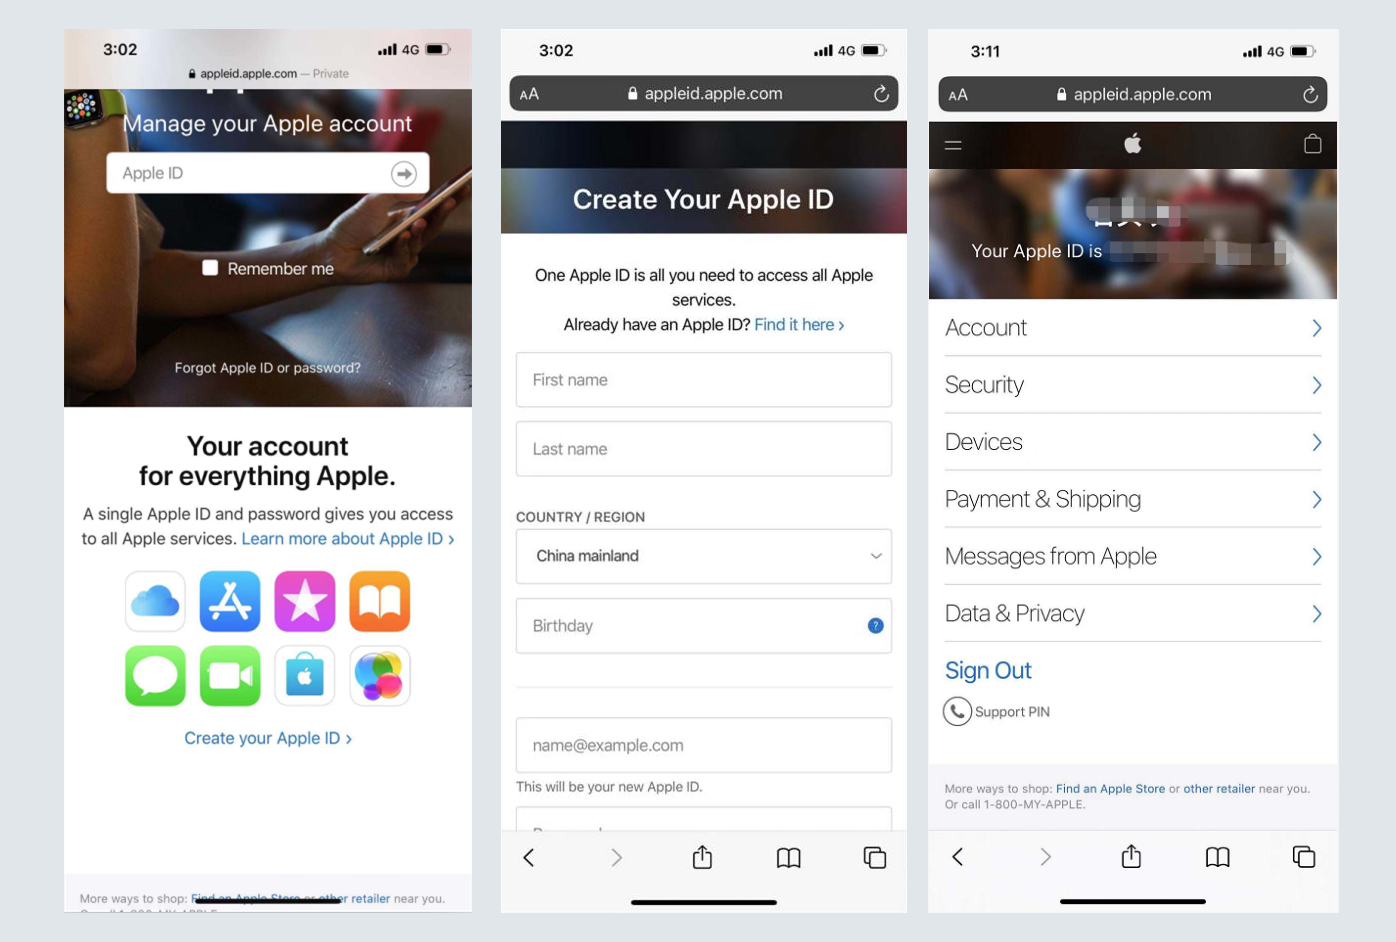 3:02
4G
appleid.apple.com — Private
Manage your Apple account
Apple ID
Remember me
Forgot Apple ID or password?
Your account
for everything Apple.
A single Apple ID and password gives you access
to all Apple services. Learn more about Apple ID >
Create your Apple ID >
More ways to shop: Find an Apple Store or other retailer near you.
3:02
4G
AA
appleid.apple.com
Create Your Apple ID
One Apple ID is all you need to access all Apple
services.
Already have an Apple ID? Find it here >
First name
Last name
COUNTRY / REGION
China mainland
Birthday
?
name@example.com
This will be your new Apple ID.
3:11
4G
AA
appleid.apple.com
Your Apple ID is
Account
Security
Devices
Payment & Shipping
Messages from Apple
Data & Privacy
Sign Out
Support PIN
More ways to shop: Find an Apple Store or other retailer near you.
Or call 1-800-MY-APPLE.